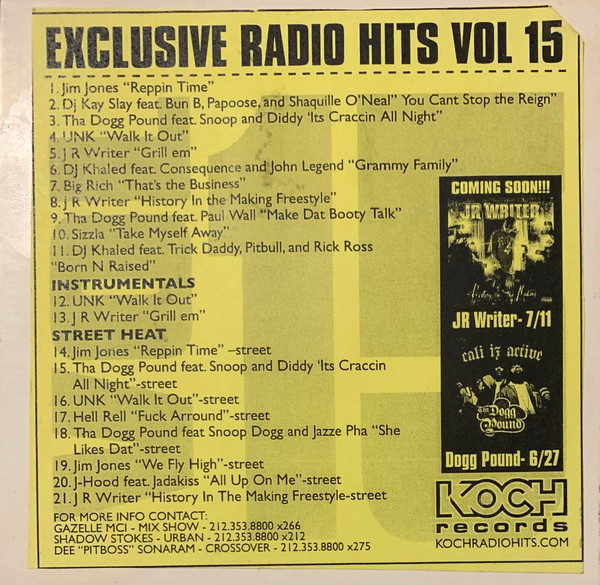 EXCLUSIVE RADIO HITS VOL 15
1. Jim Jones "Reppin Time"
2. Dj Kay Slay feat. Bun B, Papoose, and Shaquille O'Neal" You Cant Stop the Reign"
3. Tha Dogg Pound feat. Snoop and Diddy 'Its Craccin All Night"
4. UNK "Walk It Out"
5. J R Writer "Grill em"
6. DJ Khaled feat. Consequence and John Legend "Grammy Family"
7. Big Rich "That's the Business"
8. J R Writer "History In the Making Freestyle"
9. Tha Dogg Pound feat. Paul Wall "Make Dat Booty Talk"
10. Sizzla "Take Myself Away"
11. DJ Khaled feat. Trick Daddy, Pitbull, and Rick Ross
"Born N Raised"
INSTRUMENTALS
12. UNK "Walk It Out"
13. J R Writer "Grill em"
STREET HEAT
14. Jim Jones "Reppin Time" –street
15. Tha Dogg Pound feat. Snoop and Diddy 'Its Craccin
All Night"-street
16. UNK "Walk It Out"-street
17. Hell Rell "Fuck Arround"-street
18. Tha Dogg Pound feat Snoop Dogg and Jazze Pha "She
Likes Dat"-street
19. Jim Jones "We Fly High"-street
20. J-Hood feat. Jadakiss "All Up On Me"-street
21. J R Writer "History In The Making Freestyle-street
FOR MORE INFO CONTACT:
GAZELLE MCI - MIX SHOW - 212.353.8800 x266
SHADOW STOKES - URBAN - 212.353.8800 x212
DEE "PITBOSS" SONARAM - CROSSOVER - 212.353.8800 x275
COMING SOON!!!
JR WRITER
History In The Making
JR Writer- 7/11
cali iz active
Tha Dogg
Pound
Dogg Pound- 6/27
KOCH
records
KOCHRADIOHITS.COM